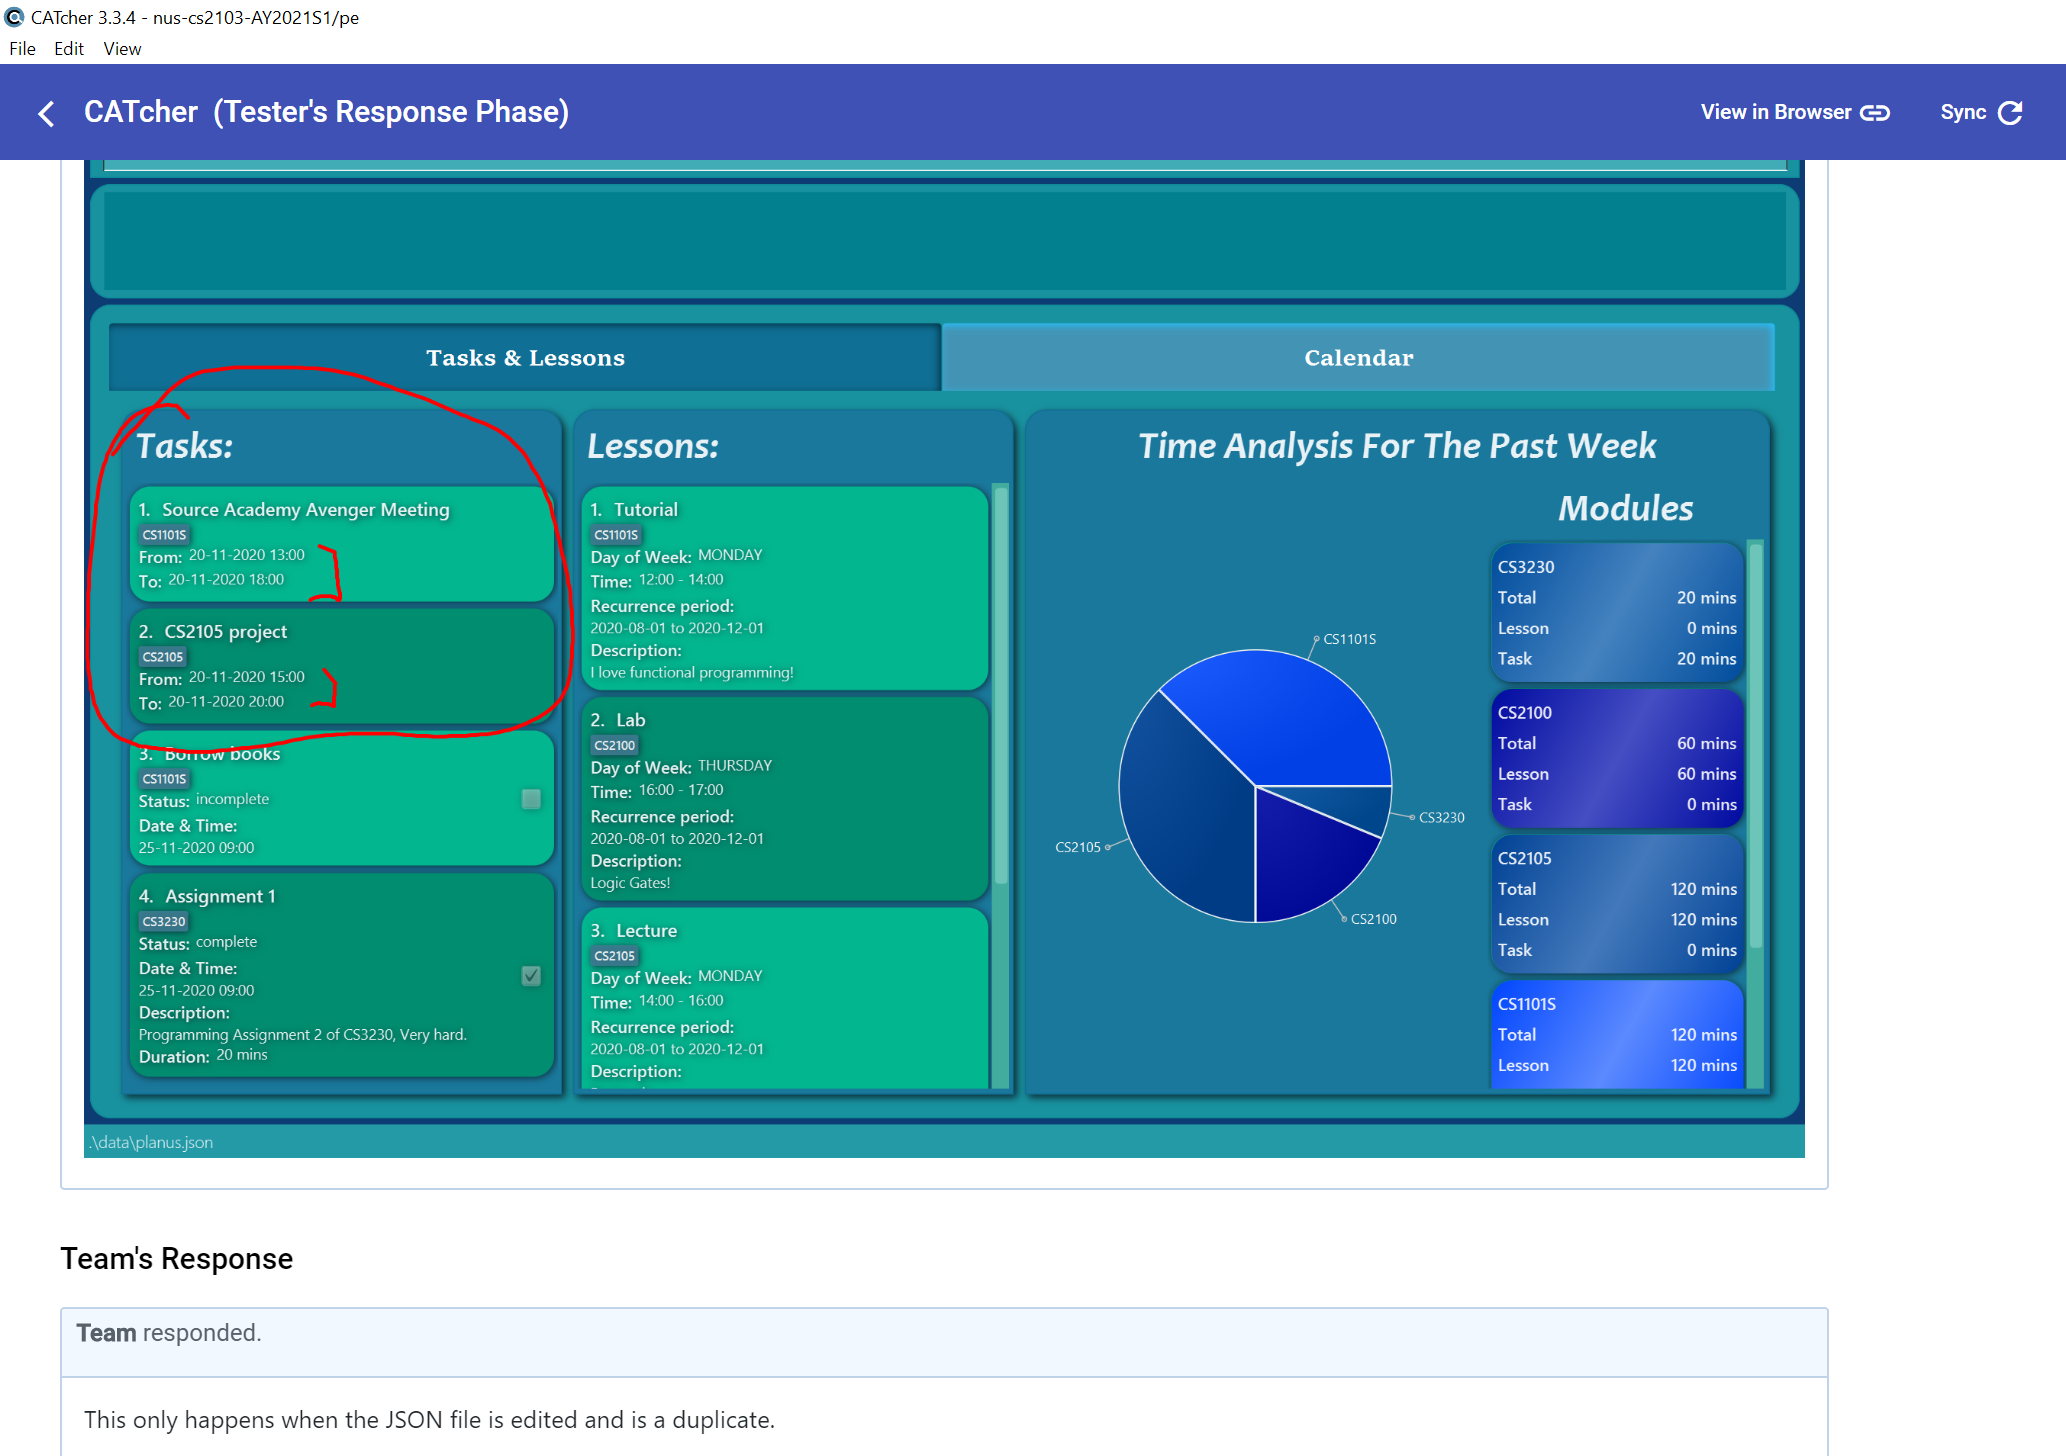 CATcher 3.3.4 - nus-cs2103-AY2021S1/pe
File Edit View
CATcher (Tester's Response Phase)
View in Browser
Sync
Tasks & Lessons
Calendar
Tasks:
1. Source Academy Avenger Meeting
CS1101S
From: 20-11-2020 13:00
To: 20-11-2020 18:00
2. CS2105 project
CS2105
From: 20-11-2020 15:00
To: 20-11-2020 20:00
3. Borrow books
CS1101S
Status: incomplete
Date & Time:
25-11-2020 09:00
4. Assignment 1
CS3230
Status: complete
Date & Time:
25-11-2020 09:00
Description:
Programming Assignment 2 of CS3230, Very hard.
Duration: 20 mins
Lessons:
1. Tutorial
CS1101S
Day of Week: MONDAY
Time: 12:00 - 14:00
Recurrence period:
2020-08-01 to 2020-12-01
Description:
I love functional programming!
2. Lab
CS2100
Day of Week: THURSDAY
Time: 16:00 - 17:00
Recurrence period:
2020-08-01 to 2020-12-01
Description:
Logic Gates!
3. Lecture
CS2105
Day of Week: MONDAY
Time: 14:00 - 16:00
Recurrence period:
2020-08-01 to 2020-12-01
Description:
Time Analysis For The Past Week
CS1101S
CS3230
CS2105
CS2100
Modules
CS3230
Total 20 mins
Lesson 0 mins
Task 20 mins
CS2100
Total 60 mins
Lesson 60 mins
Task 0 mins
CS2105
Total 120 mins
Lesson 120 mins
Task 0 mins
CS1101S
Total 120 mins
Lesson 120 mins
.\data\planus.json
Team's Response
Team responded.
This only happens when the JSON file is edited and is a duplicate.